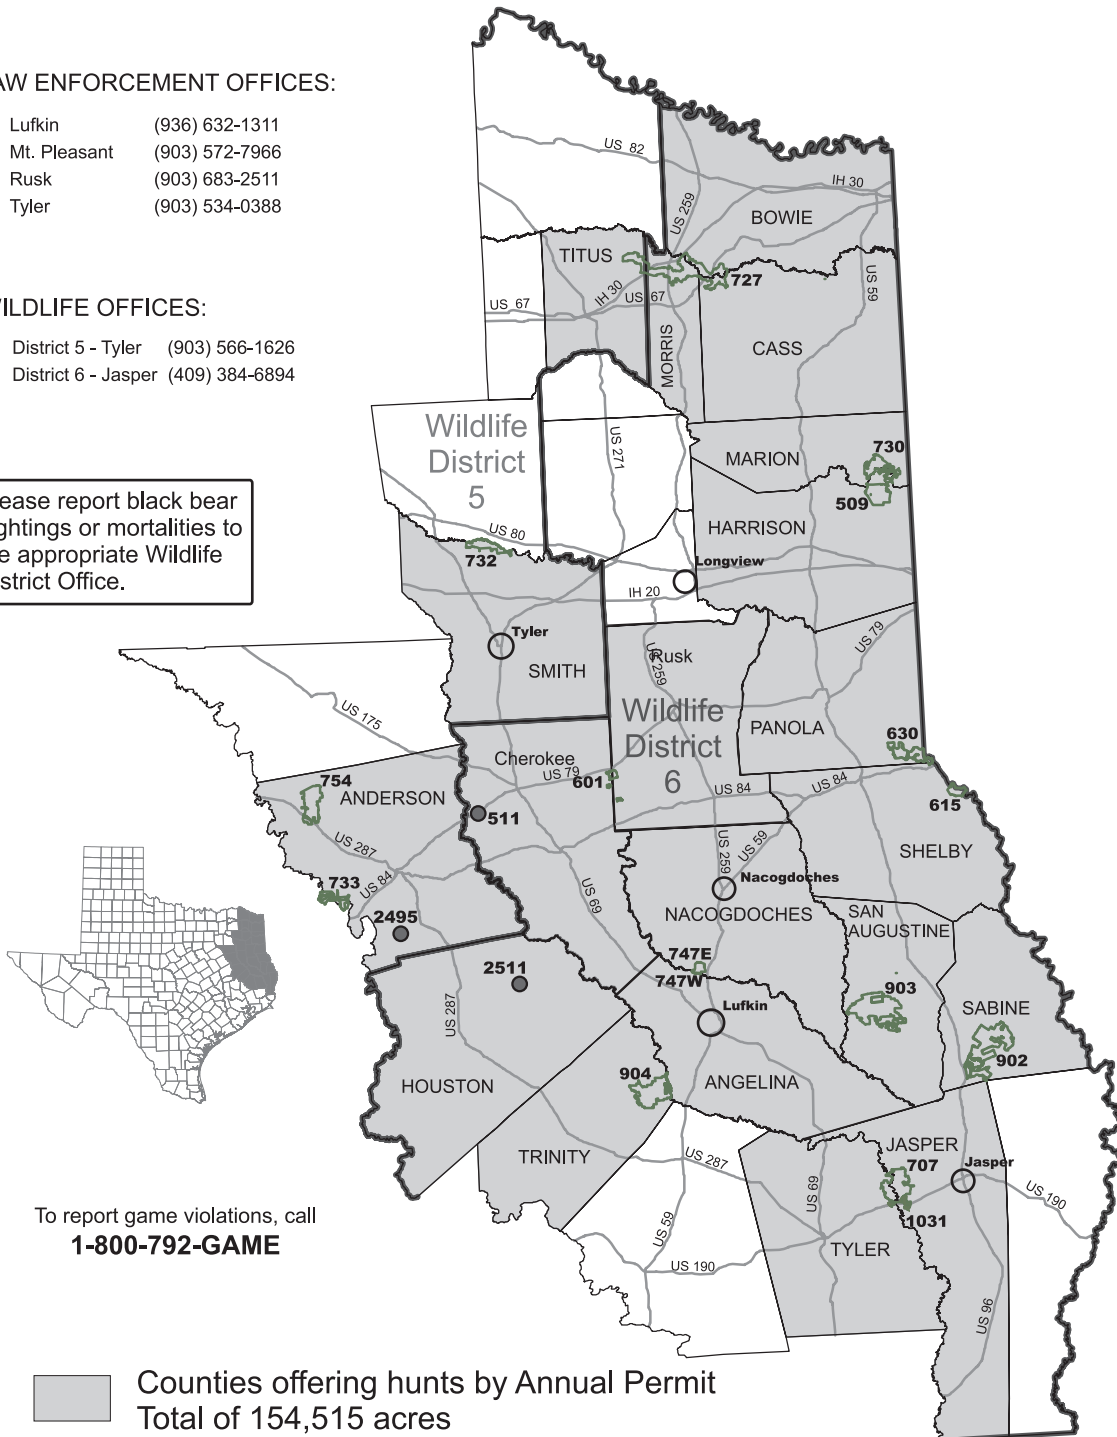 AW ENFORCEMENT OFFICES:
Lufkin (936) 632-1311
Mt. Pleasant (903) 572-7966
Rusk (903) 683-2511
Tyler (903) 534-0388
ILDLIFE OFFICES:
District 5 - Tyler (903) 566-1626
District 6 - Jasper (409) 384-6894
ease report black bear
ghtings or mortalities to
e appropriate Wildlife
strict Office.
US 82
US 259
IH 30
BOWIE
TITUS
727
US 59
IH 30
US 67
US 67
MORRIS
CASS
Wildlife
District
5
US 271
MARION
730
509
HARRISON
US 80
732
Longview
IH 20
Tyler
SMITH
Rusk
US 259
US 79
US 175
Wildlife
District
6
PANOLA
630
Cherokee
US 79
601
754
ANDERSON
511
US 84
US 84
615
US 287
SHELBY
US 59
US 259
733
US 84
Nacogdoches
US 69
NACOGDOCHES
SAN
AUGUSTINE
2495
747E
747W
2511
903
SABINE
US 287
Lufkin
902
904
HOUSTON
ANGELINA
TRINITY
US 287
JASPER
707
Jasper
US 69
US 190
1031
US 59
TYLER
US 190
US 96
To report game violations, call
1-800-792-GAME
Counties offering hunts by Annual Permit
Total of 154,515 acres